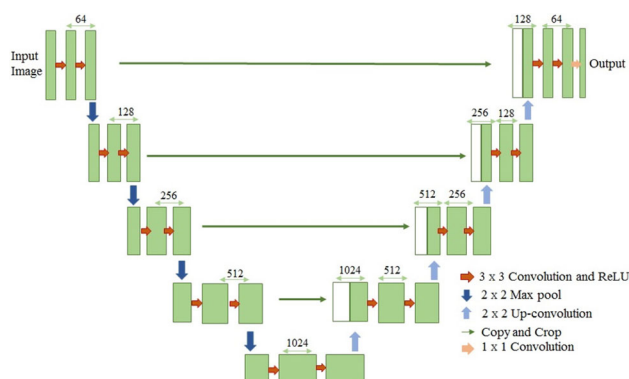 64
128
64
Input
Image
Output
128
256
128
256
512
256
512
1024
512
1024
3 x 3 Convolution and ReLU
2 x 2 Max pool
2 x 2 Up-convolution
Copy and Crop
1 x 1 Convolution